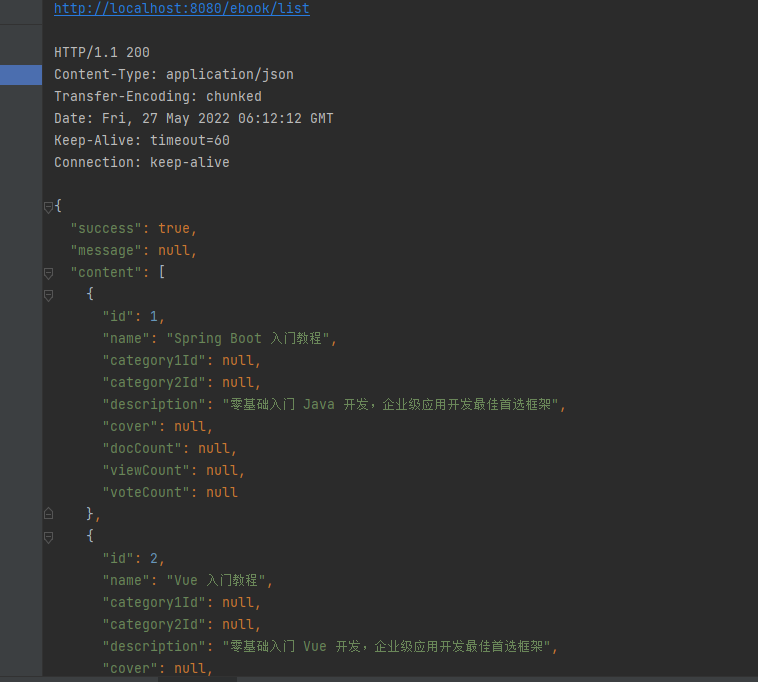 http://localhost:8080/ebook/list
HTTP/1.1 200
Content-Type: application/json
Transfer-Encoding: chunked
Date: Fri, 27 May 2022 06:12:12 GMT
Keep-Alive: timeout=60
Connection: keep-alive
{
"success": true,
"message": null,
"content": [
{
"id": 1,
"name": "Spring Boot 入门教程",
"category1Id": null,
"category2Id": null,
"description": "零基础入门 Java 开发，企业级应用开发最佳首选框架",
"cover": null,
"docCount": null,
"viewCount": null,
"voteCount": null
},
{
"id": 2,
"name": "Vue 入门教程",
"category1Id": null,
"category2Id": null,
"description": "零基础入门 Vue 开发，企业级应用开发最佳首选框架",
"cover": null,